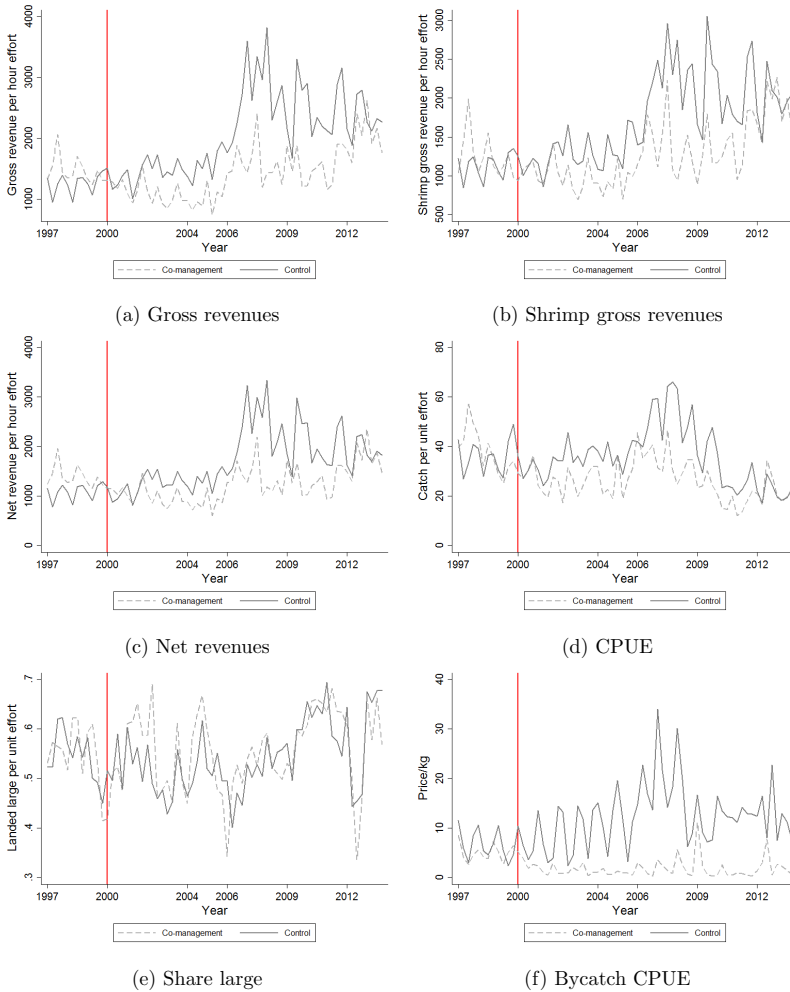 Gross revenue per hour effort
4000
3000
2000
1000
1997 2000 2004 2006 2009 2012
Year
Co-management Control
(a) Gross revenues
Shrimp gross revenue per hour effort
3000
2500
2000
1500
1000
500
1997 2000 2004 2006 2009 2012
Year
Co-management Control
(b) Shrimp gross revenues
Net revenue per hour effort
4000
3000
2000
1000
0
1997 2000 2004 2006 2009 2012
Year
Co-management Control
(c) Net revenues
Catch per unit effort
80
60
40
20
0
1997 2000 2004 2006 2009 2012
Year
Co-management Control
(d) CPUE
Landed large per unit effort
.7
.6
.5
.4
.3
1997 2000 2004 2006 2009 2012
Year
Co-management Control
(e) Share large
Price/kg
40
30
20
10
0
1997 2000 2004 2006 2009 2012
Year
Co-management Control
(f) Bycatch CPUE